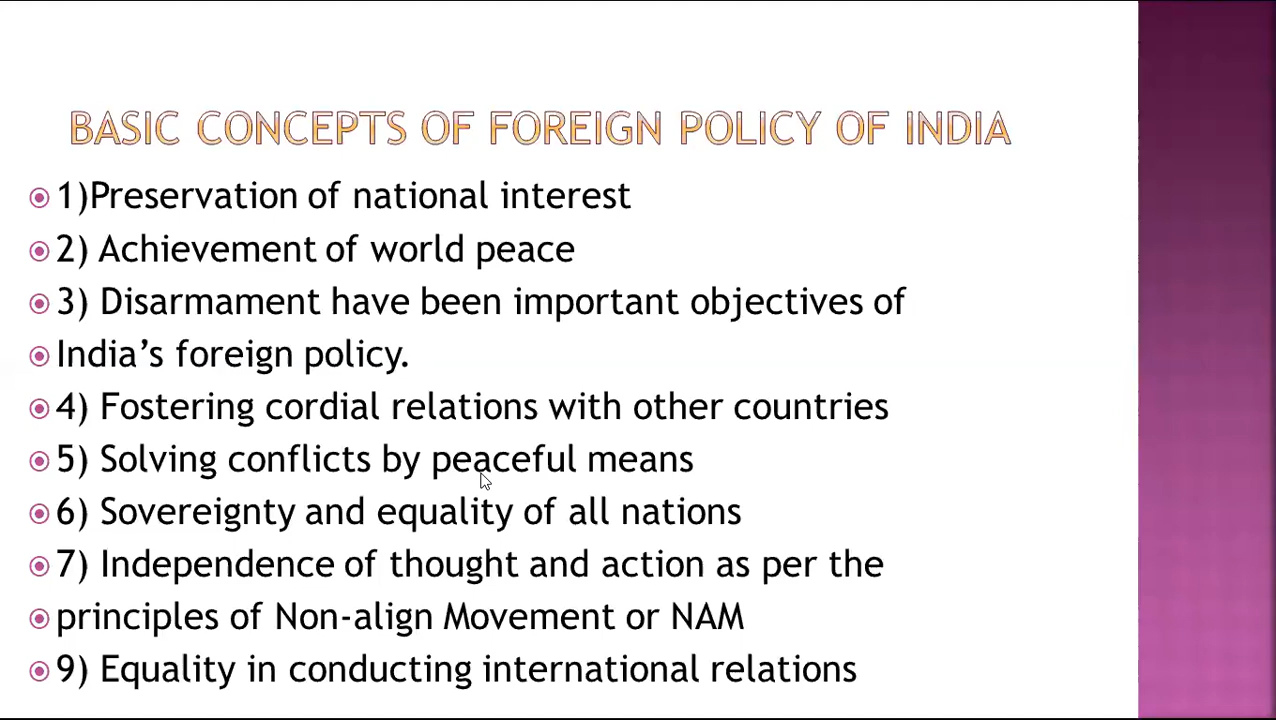 BASIC CONCEPTS OF FOREIGN POLICY OF INDIA
1)Preservation of national interest
2) Achievement of world peace
3) Disarmament have been important objectives of
India’s foreign policy.
4) Fostering cordial relations with other countries
5) Solving conflicts by peaceful means
6) Sovereignty and equality of all nations
7) Independence of thought and action as per the
principles of Non-align Movement or NAM
9) Equality in conducting international relations